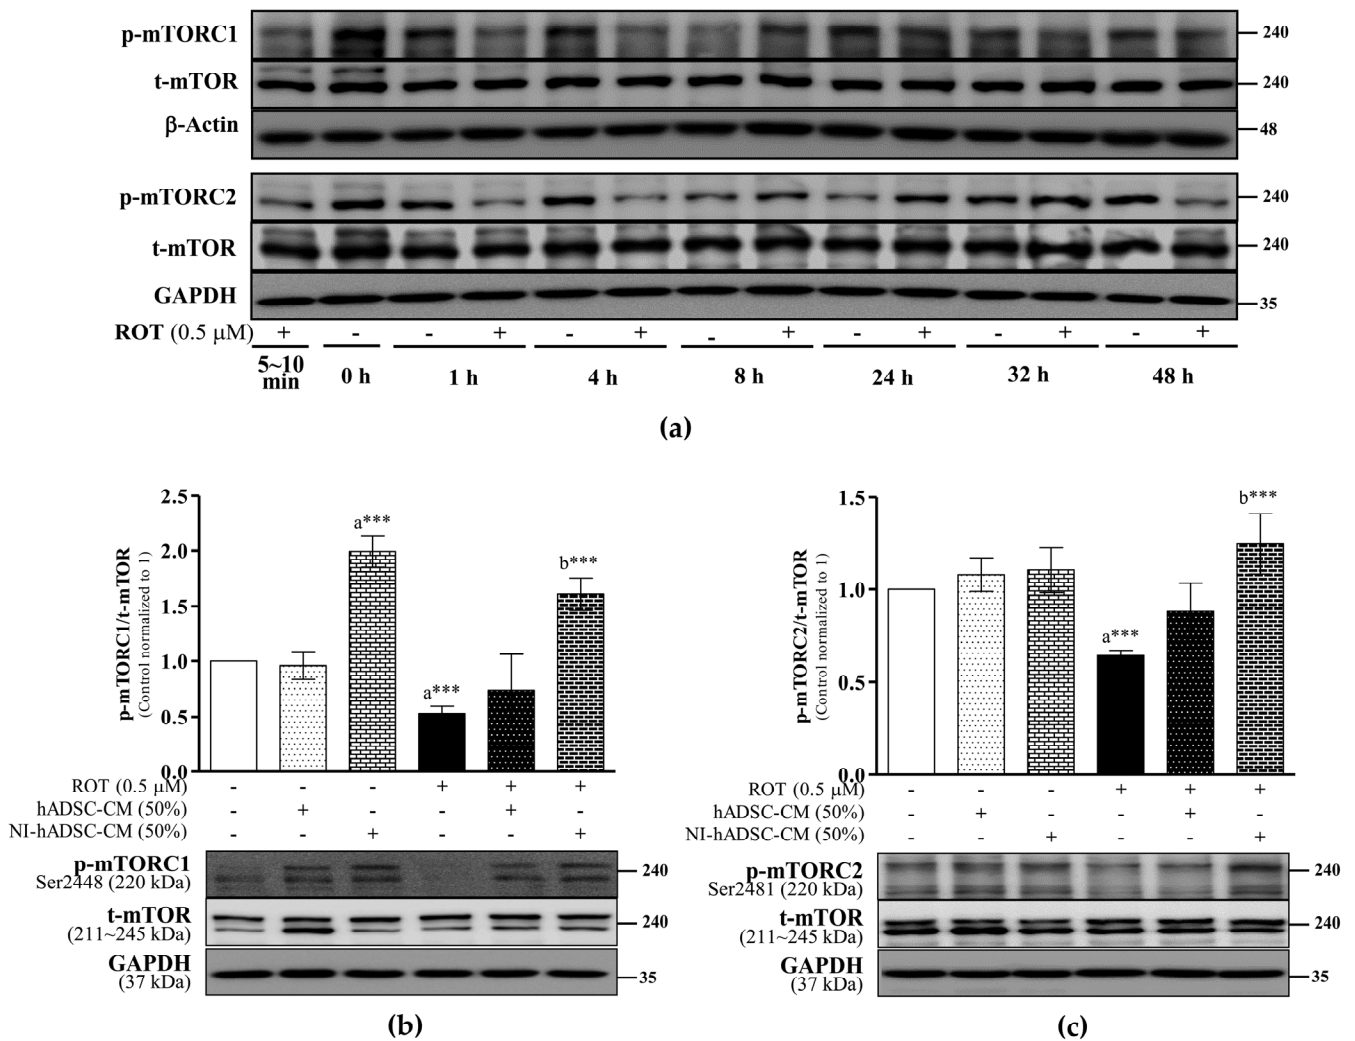 p-mTORC1 240
t-mTOR 240
β-Actin 48
p-mTORC2 240
t-mTOR 240
GAPDH 35
ROT (0.5 μM) + - - + - + - + - + - + - +
5~10 min 0 h 1 h 4 h 8 h 24 h 32 h 48 h
(a)
p-mTORC1/t-mTOR
(Control normalized to 1)
2.5
2.0
1.5
1.0
0.5
0.0
a***
a***
b***
ROT (0.5 μM) - - - + + +
hADSC-CM (50%) - + - - + -
NI-hADSC-CM (50%) - - + - - +
p-mTORC1 240
Ser2448 (220 kDa)
t-mTOR 240
(211~245 kDa)
GAPDH 35
(37 kDa)
(b)
p-mTORC2/t-mTOR
(Control normalized to 1)
1.5
1.0
0.5
0.0
a***
b***
ROT (0.5 μM) - - - + + +
hADSC-CM (50%) - + - - + -
NI-hADSC-CM (50%) - - + - - +
p-mTORC2 240
Ser2481 (220 kDa)
t-mTOR 240
(211~245 kDa)
GAPDH 35
(37 kDa)
(c)